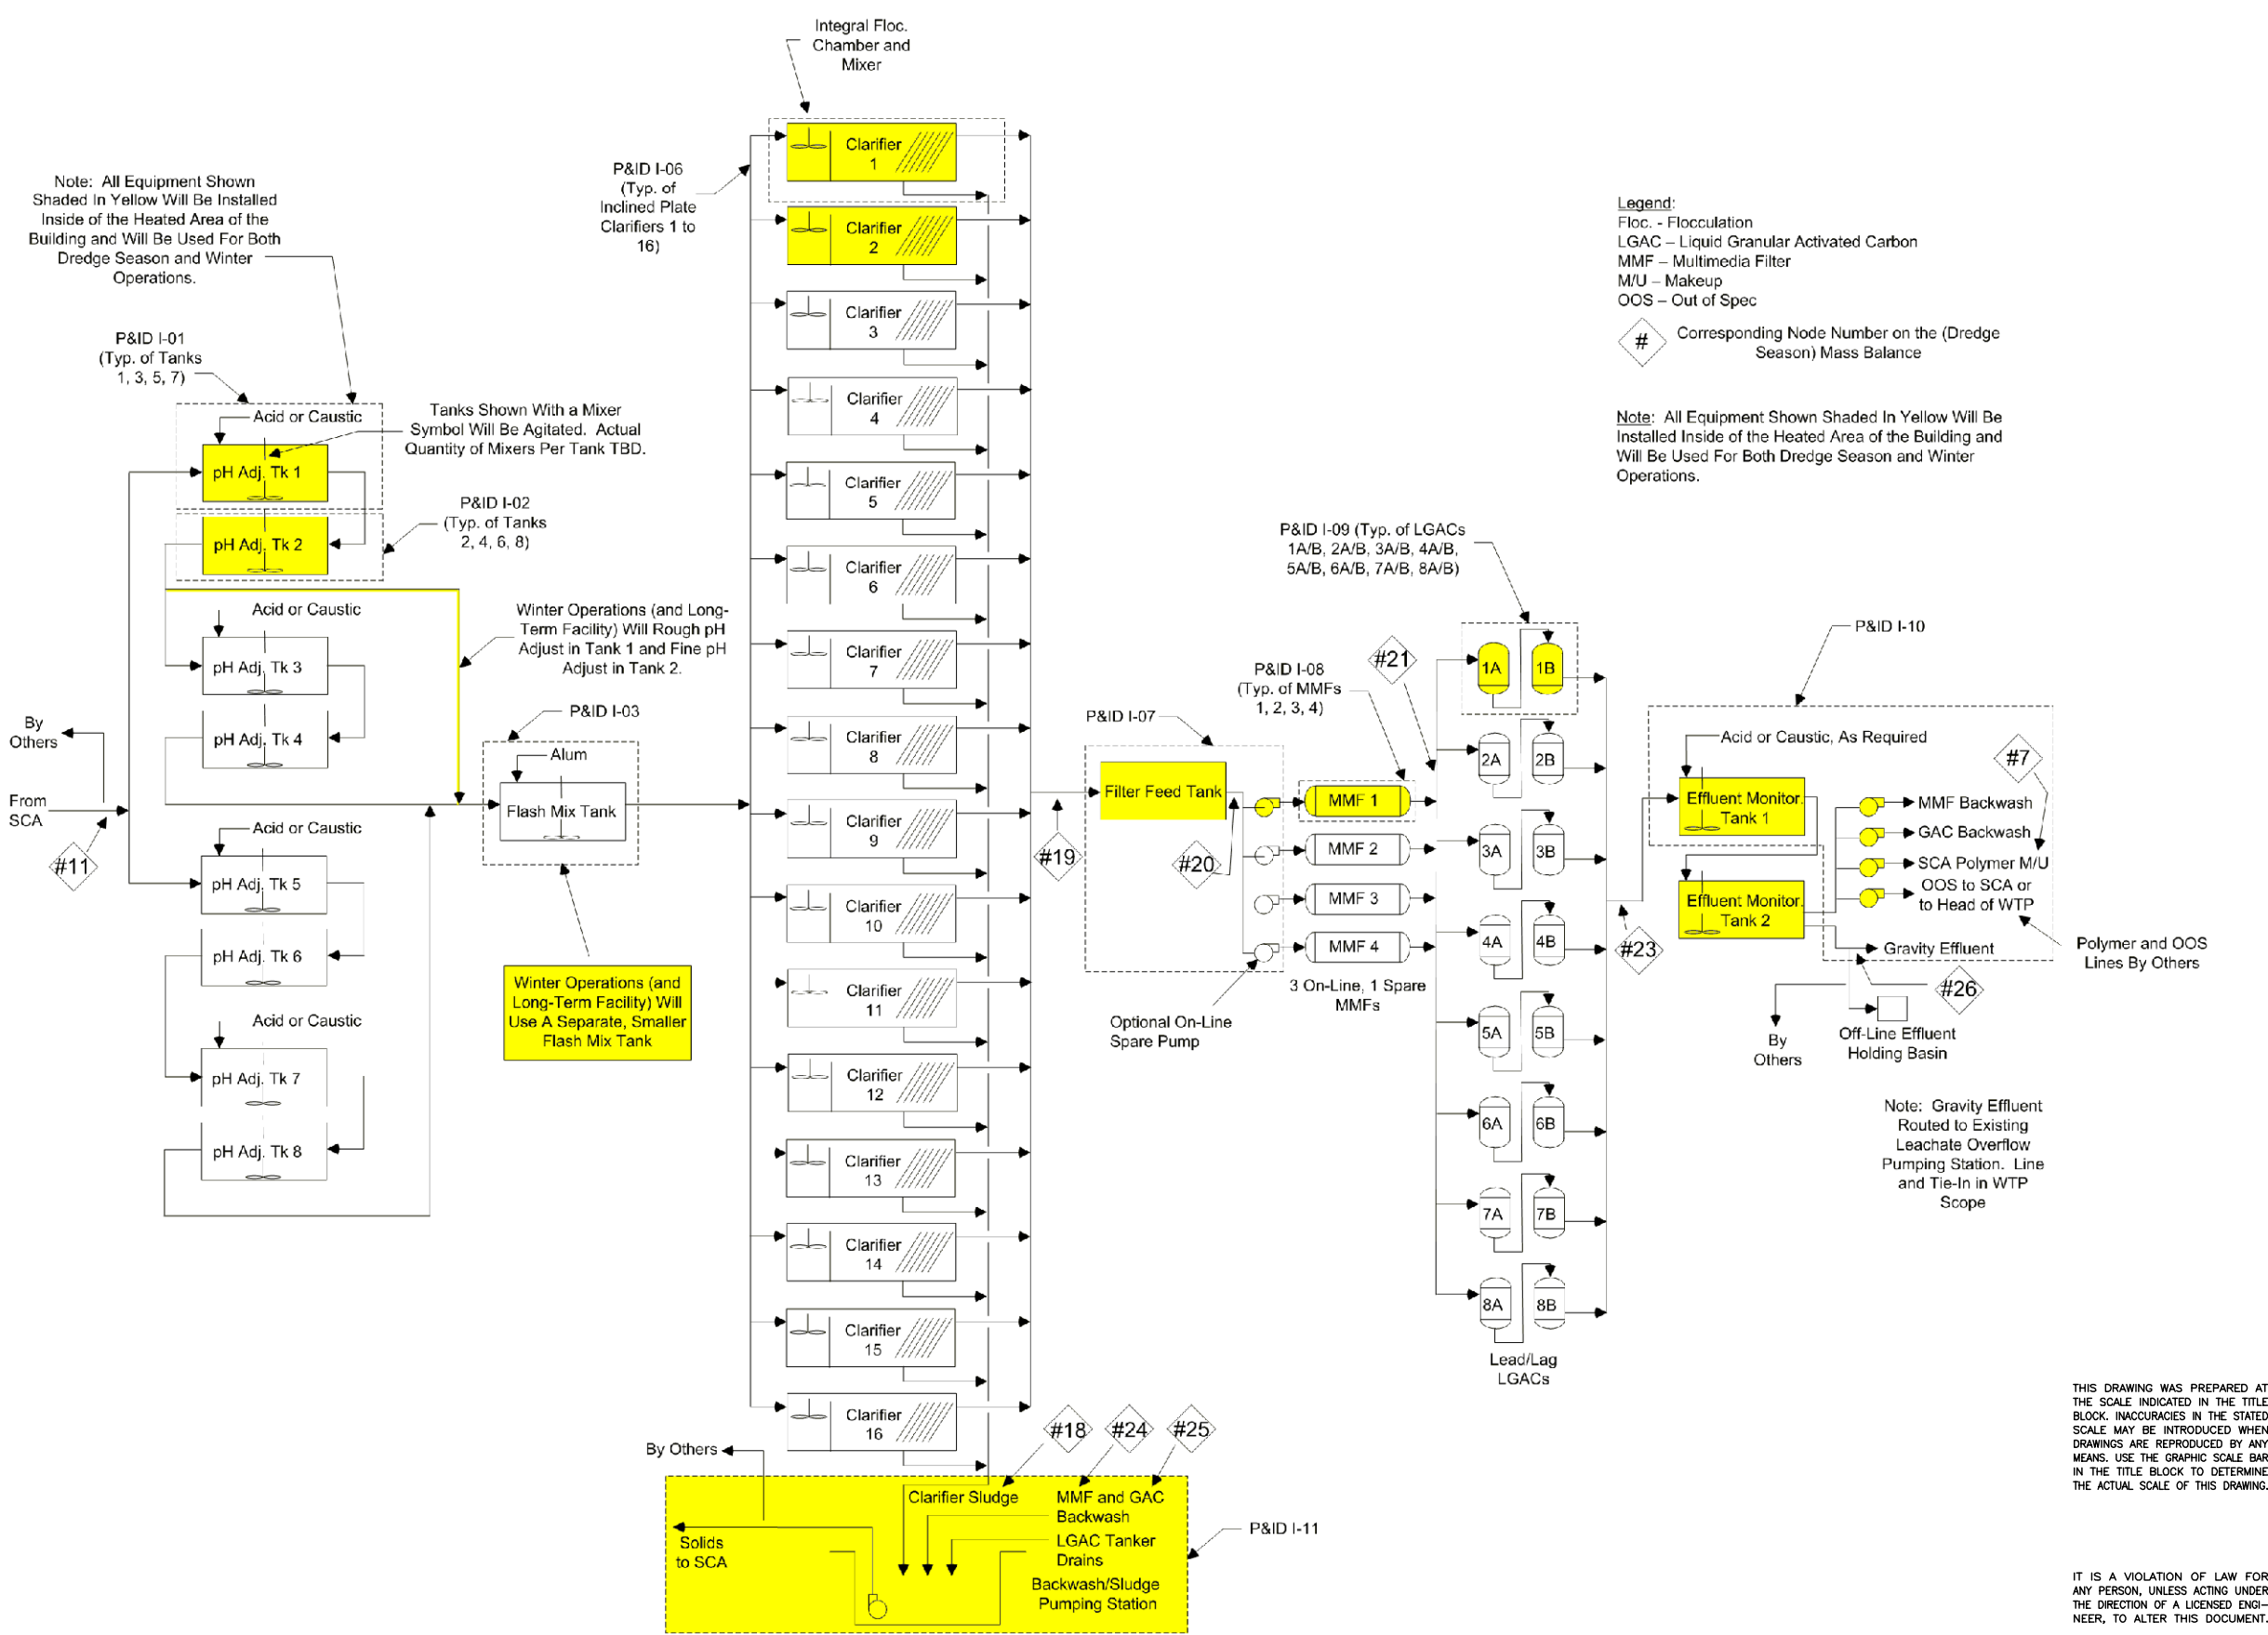 Integral Floc.
Chamber and
Mixer
Note:  All Equipment Shown
Shaded In Yellow Will Be Installed
Inside of the Heated Area of the
Building and Will Be Used For Both
Dredge Season and Winter
Operations.
P&ID I-01
(Typ. of Tanks
1, 3, 5, 7)
Acid or Caustic
pH Adj. Tk 1
Tanks Shown With a Mixer
Symbol Will Be Agitated.  Actual
Quantity of Mixers Per Tank TBD.
pH Adj. Tk 2
P&ID I-02
(Typ. of Tanks
2, 4, 6, 8)
Acid or Caustic
pH Adj. Tk 3
pH Adj. Tk 4
Winter Operations (and Long-
Term Facility) Will Rough pH
Adjust in Tank 1 and Fine pH
Adjust in Tank 2.
By
Others
From
SCA
#11
Acid or Caustic
pH Adj. Tk 5
pH Adj. Tk 6
Acid or Caustic
pH Adj. Tk 7
pH Adj. Tk 8
P&ID I-03
Alum
Flash Mix Tank
Winter Operations (and
Long-Term Facility) Will
Use A Separate, Smaller
Flash Mix Tank
P&ID I-06
(Typ. of
Inclined Plate
Clarifiers 1 to
16)
Clarifier
1
Clarifier
2
Clarifier
3
Clarifier
4
Clarifier
5
Clarifier
6
Clarifier
7
Clarifier
8
Clarifier
9
Clarifier
10
Clarifier
11
Clarifier
12
Clarifier
13
Clarifier
14
Clarifier
15
Clarifier
16
By Others
#18
#24
#25
Clarifier Sludge
MMF and GAC
Backwash
LGAC Tanker
Drains
Backwash/Sludge
Pumping Station
Solids
to SCA
P&ID I-11
#19
P&ID I-07
Filter Feed Tank
#20
Optional On-Line
Spare Pump
P&ID I-08
(Typ. of MMFs
1, 2, 3, 4)
MMF 1
MMF 2
MMF 3
MMF 4
3 On-Line, 1 Spare
MMFs
#21
P&ID I-09 (Typ. of LGACs
1A/B, 2A/B, 3A/B, 4A/B,
5A/B, 6A/B, 7A/B, 8A/B)
1A 1B
2A 2B
3A 3B
4A 4B
5A 5B
6A 6B
7A 7B
8A 8B
Lead/Lag
LGACs
#23
Legend:
Floc. - Flocculation
LGAC – Liquid Granular Activated Carbon
MMF – Multimedia Filter
M/U – Makeup
OOS – Out of Spec
# Corresponding Node Number on the (Dredge
Season) Mass Balance
Note:  All Equipment Shown Shaded In Yellow Will Be
Installed Inside of the Heated Area of the Building and
Will Be Used For Both Dredge Season and Winter
Operations.
P&ID I-10
Acid or Caustic, As Required
#7
Effluent Monitor.
Tank 1
Effluent Monitor.
Tank 2
MMF Backwash
GAC Backwash
SCA Polymer M/U
OOS to SCA or
to Head of WTP
Gravity Effluent
Polymer and OOS
Lines By Others
#26
By
Others
Off-Line Effluent
Holding Basin
Note:  Gravity Effluent
Routed to Existing
Leachate Overflow
Pumping Station.  Line
and Tie-In in WTP
Scope
THIS DRAWING WAS PREPARED AT
THE SCALE INDICATED IN THE TITLE
BLOCK. INACCURACIES IN THE STATED
SCALE MAY BE INTRODUCED WHEN
DRAWINGS ARE REPRODUCED BY ANY
MEANS. USE THE GRAPHIC SCALE BAR
IN THE TITLE BLOCK TO DETERMINE
THE ACTUAL SCALE OF THIS DRAWING.
IT IS A VIOLATION OF LAW FOR
ANY PERSON, UNLESS ACTING UNDER
THE DIRECTION OF A LICENSED ENGI–
NEER, TO ALTER THIS DOCUMENT.